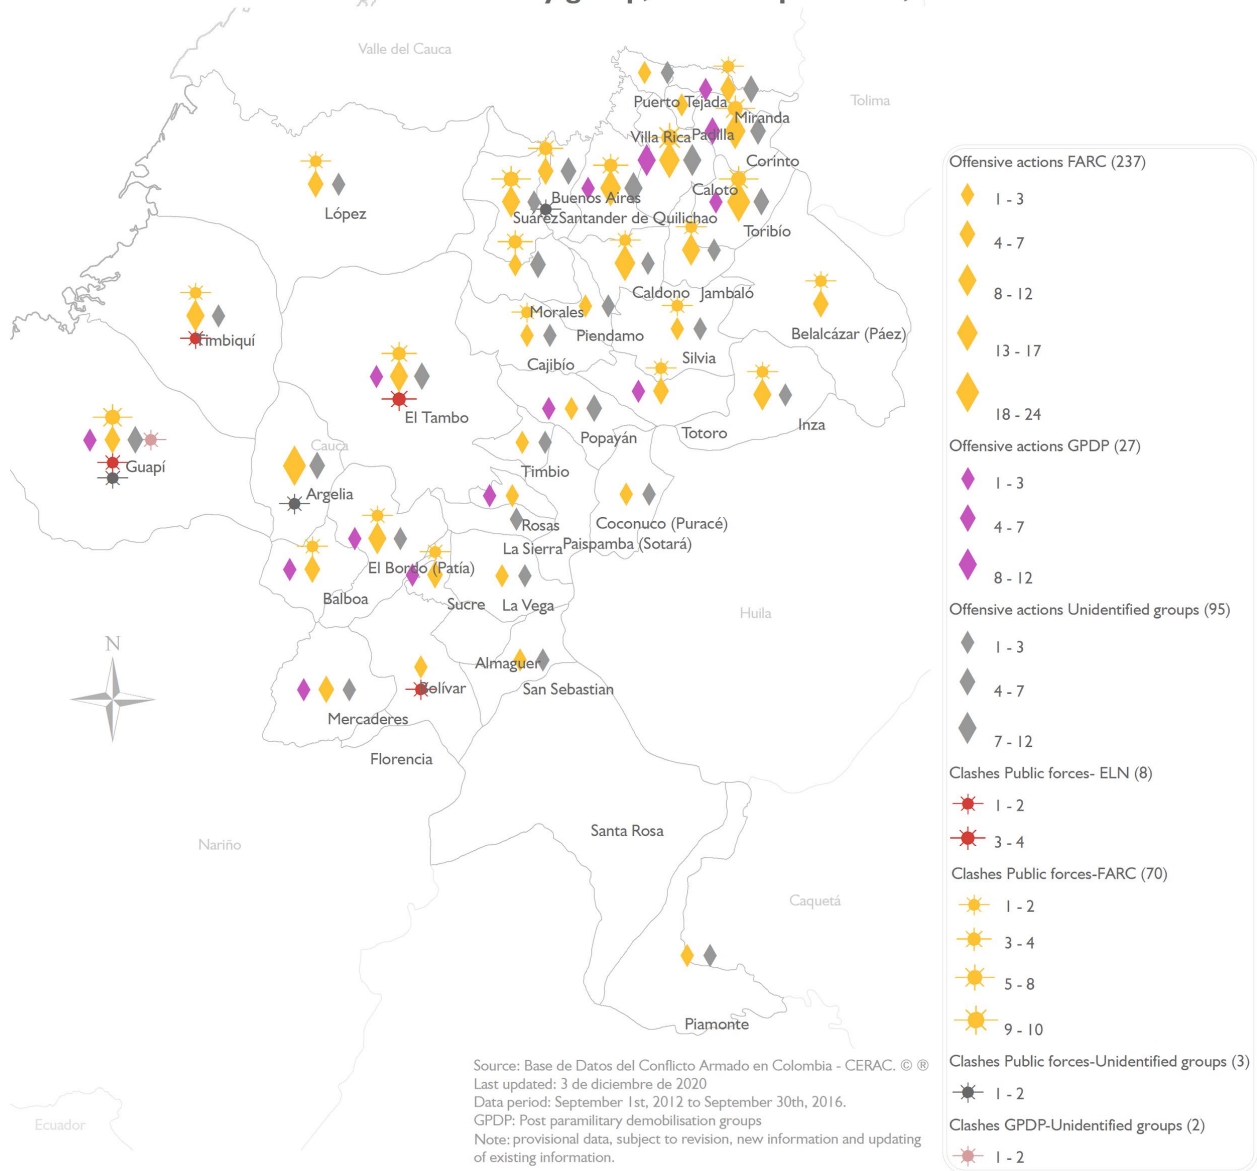 Valle del Cauca
Tolima
Puerto Tejada
Miranda
Villa Rica
Padilla
Corinto
Caloto
Buenos Aires
López
Suárez
Santander de Quilichao
Toribío
Caldono
Jambaló
Morales
Piendamo
Belalcázar (Páez)
Timbiquí
Silvia
Cajibío
El Tambo
Inza
Totoro
Popayán
Cauca
Guapí
Timbio
Argelia
Rosas
Coconuco (Puracé)
La Sierra
Paispamba (Sotará)
El Bordo (Patía)
Balboa
Sucre
La Vega
Huila
N
Almaguer
Bolívar
San Sebastian
Mercaderes
Florencia
Santa Rosa
Nariño
Caquetá
Piamonte
Ecuador
Offensive actions FARC (237)
1 - 3
4 - 7
8 - 12
13 - 17
18 - 24
Offensive actions GPDP (27)
1 - 3
4 - 7
8 - 12
Offensive actions Unidentified groups (95)
1 - 3
4 - 7
7 - 12
Clashes Public forces- ELN (8)
1 - 2
3 - 4
Clashes Public forces-FARC (70)
1 - 2
3 - 4
5 - 8
9 - 10
Clashes Public forces-Unidentified groups (3)
1 - 2
Clashes GPDP-Unidentified groups (2)
1 - 2
Source: Base de Datos del Conflicto Armado en Colombia - CERAC. © ®
Last updated: 3 de diciembre de 2020
Data period: September 1st, 2012 to September 30th, 2016.
GPDP: Post paramilitary demobilisation groups
Note: provisional data, subject to revision, new information and updating
of existing information.